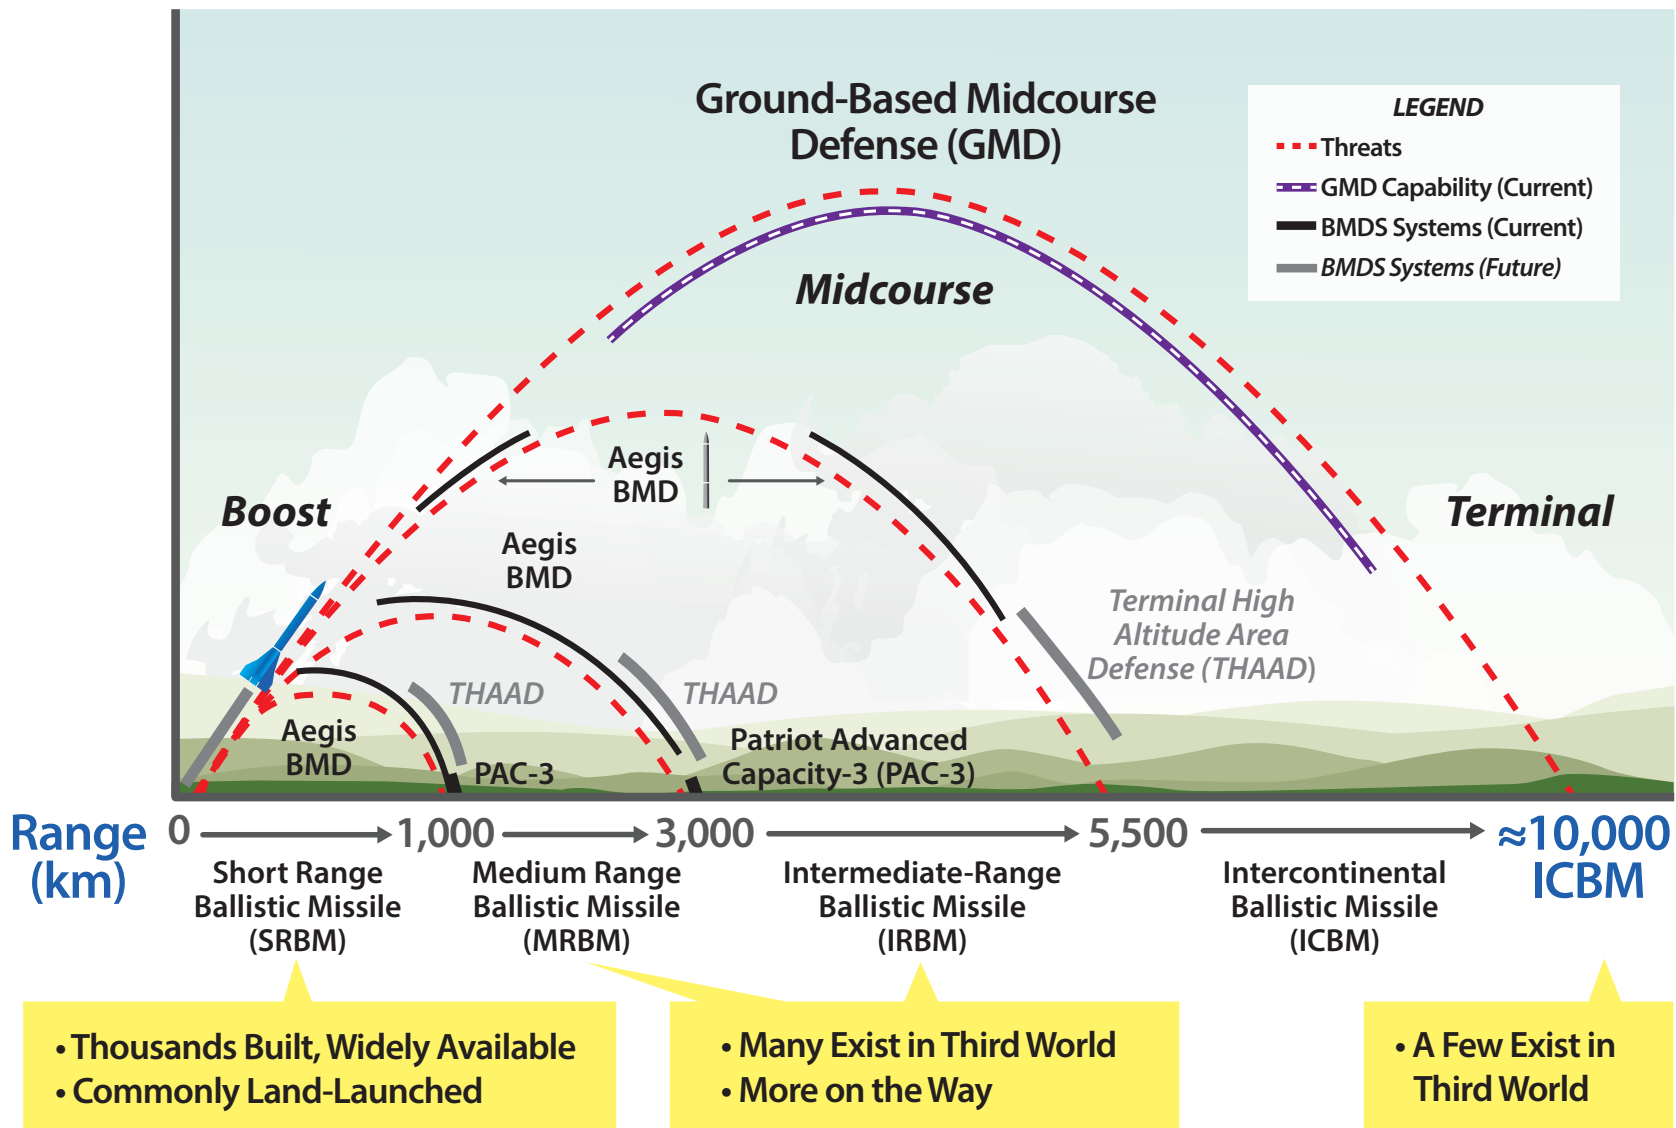 Ground-Based Midcourse
Defense (GMD)
LEGEND
Threats
GMD Capability (Current)
BMDS Systems (Current)
BMDS Systems (Future)
Midcourse
Boost
Terminal
Aegis
BMD
Aegis
BMD
Terminal High
Altitude Area
Defense (THAAD)
THAAD
THAAD
Aegis
BMD
PAC-3
Patriot Advanced
Capacity-3 (PAC-3)
Range
(km)
0
1,000
3,000
5,500
≈10,000
ICBM
Short Range
Ballistic Missile
(SRBM)
Medium Range
Ballistic Missile
(MRBM)
Intermediate-Range
Ballistic Missile
(IRBM)
Intercontinental
Ballistic Missile
(ICBM)
• Thousands Built, Widely Available
• Commonly Land-Launched
• Many Exist in Third World
• More on the Way
• A Few Exist in
Third World